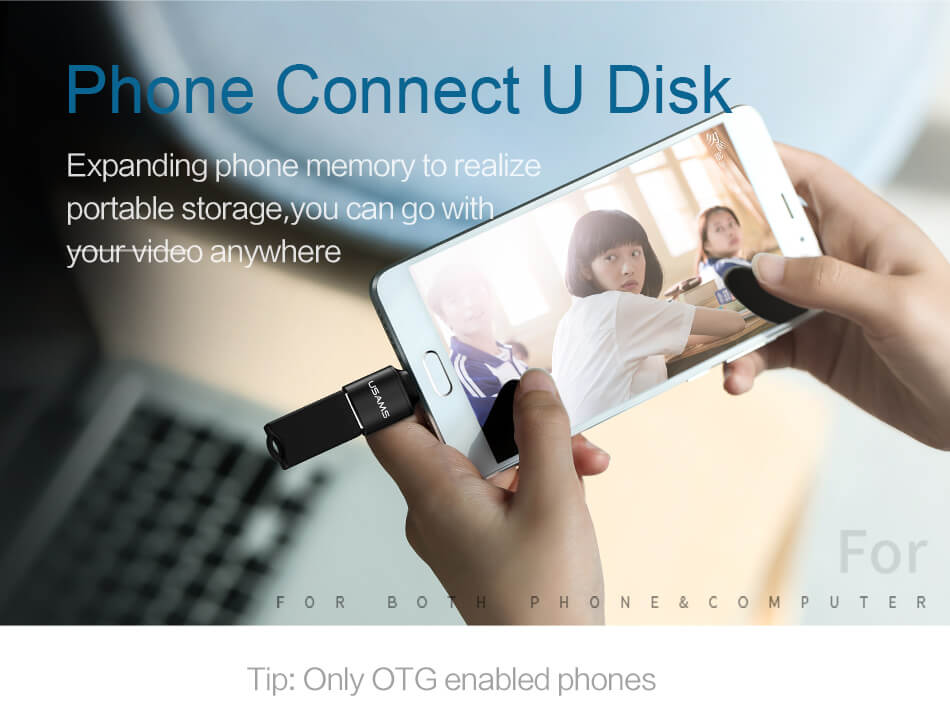 Phone Connect U Disk
Expanding phone memory to realize
portable storage,you can go with
your video anywhere
USAMS
For
FOR BOTH PHONE&COMPUTER
Tip: Only OTG enabled phones